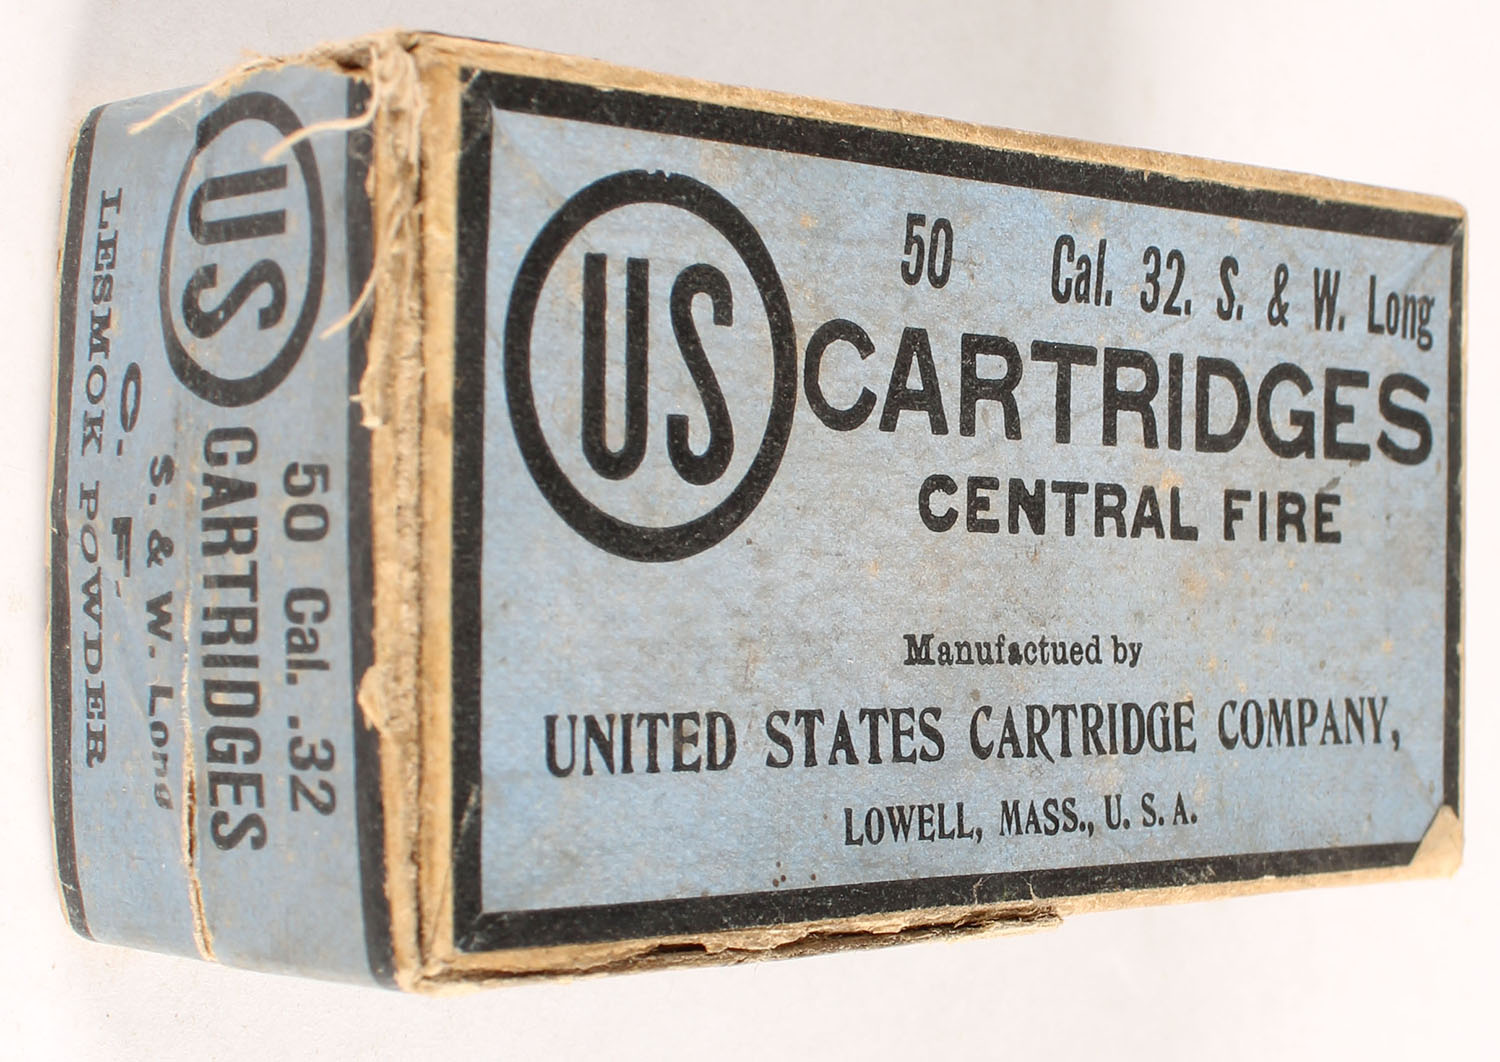 US
50 Cal. 32. S. & W. Long
CARTRIDGES
CENTRAL FIRE
Manufactued by
UNITED STATES CARTRIDGE COMPANY,
LOWELL, MASS., U. S. A.
US
50 Cal. .32
CARTRIDGES
S. & W. Long
C. F.
LESMOK POWDER